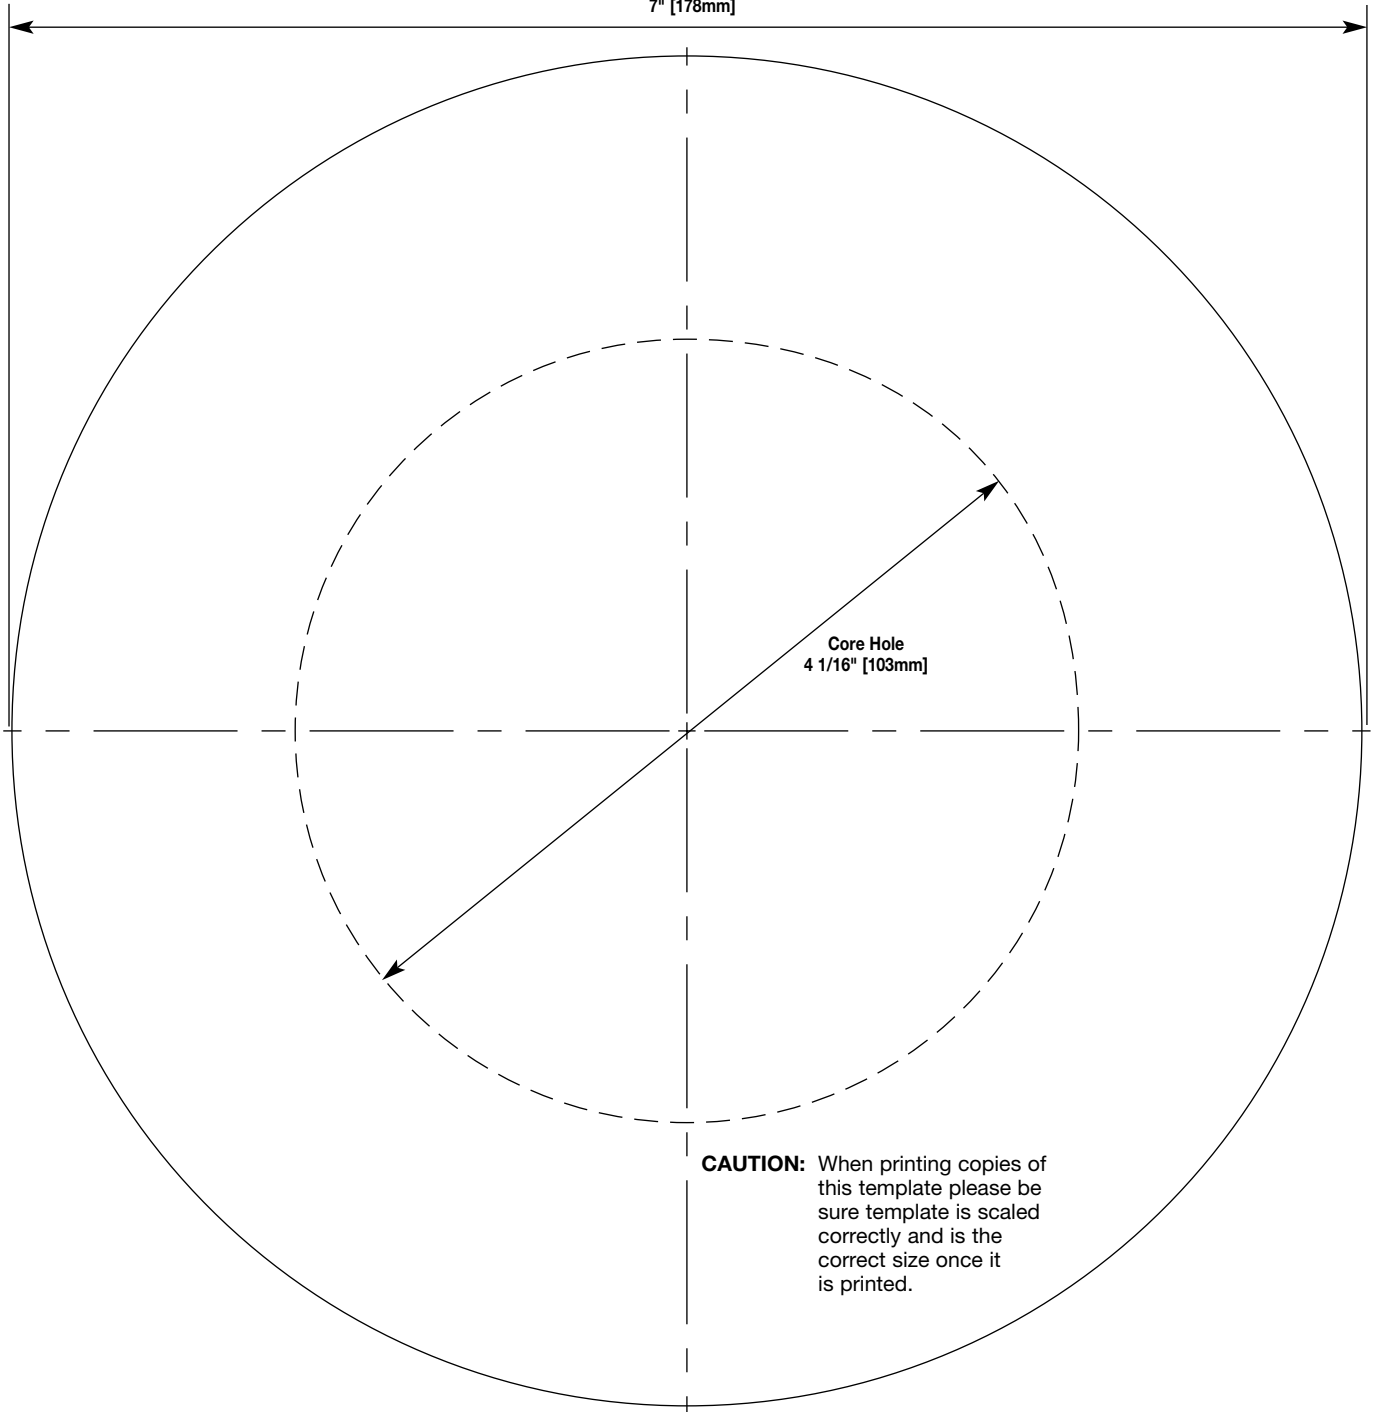 7" [178mm]
Core Hole
4 1/16" [103mm]
CAUTION: When printing copies of
this template please be
sure template is scaled
correctly and is the
correct size once it
is printed.